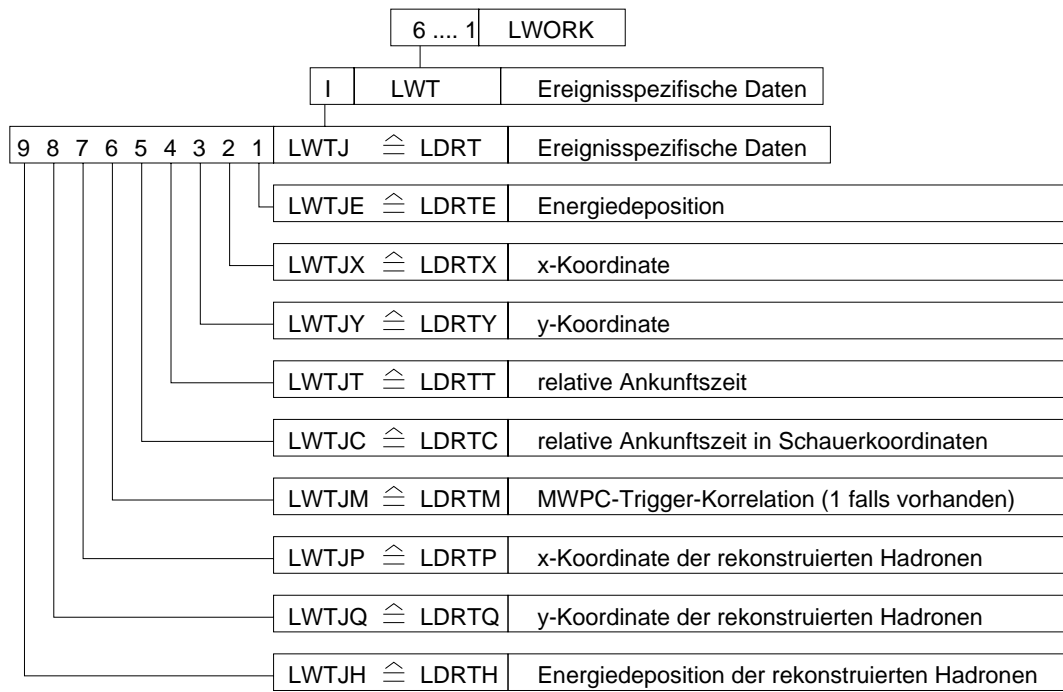 6 .... 1 LWORK
I LWT Ereignisspezifische Daten
9 8 7 6 5 4 3 2 1 LWTJ ≙ LDRT Ereignisspezifische Daten
LWTJE ≙ LDRTE Energiedeposition
LWTJX ≙ LDRTX x-Koordinate
LWTJY ≙ LDRTY y-Koordinate
LWTJT ≙ LDRTT relative Ankunftszeit
LWTJC ≙ LDRTC relative Ankunftszeit in Schauerkoordinaten
LWTJM ≙ LDRTM MWPC-Trigger-Korrelation (1 falls vorhanden)
LWTJP ≙ LDRTP x-Koordinate der rekonstruierten Hadronen
LWTJQ ≙ LDRTQ y-Koordinate der rekonstruierten Hadronen
LWTJH ≙ LDRTH Energiedeposition der rekonstruierten Hadronen